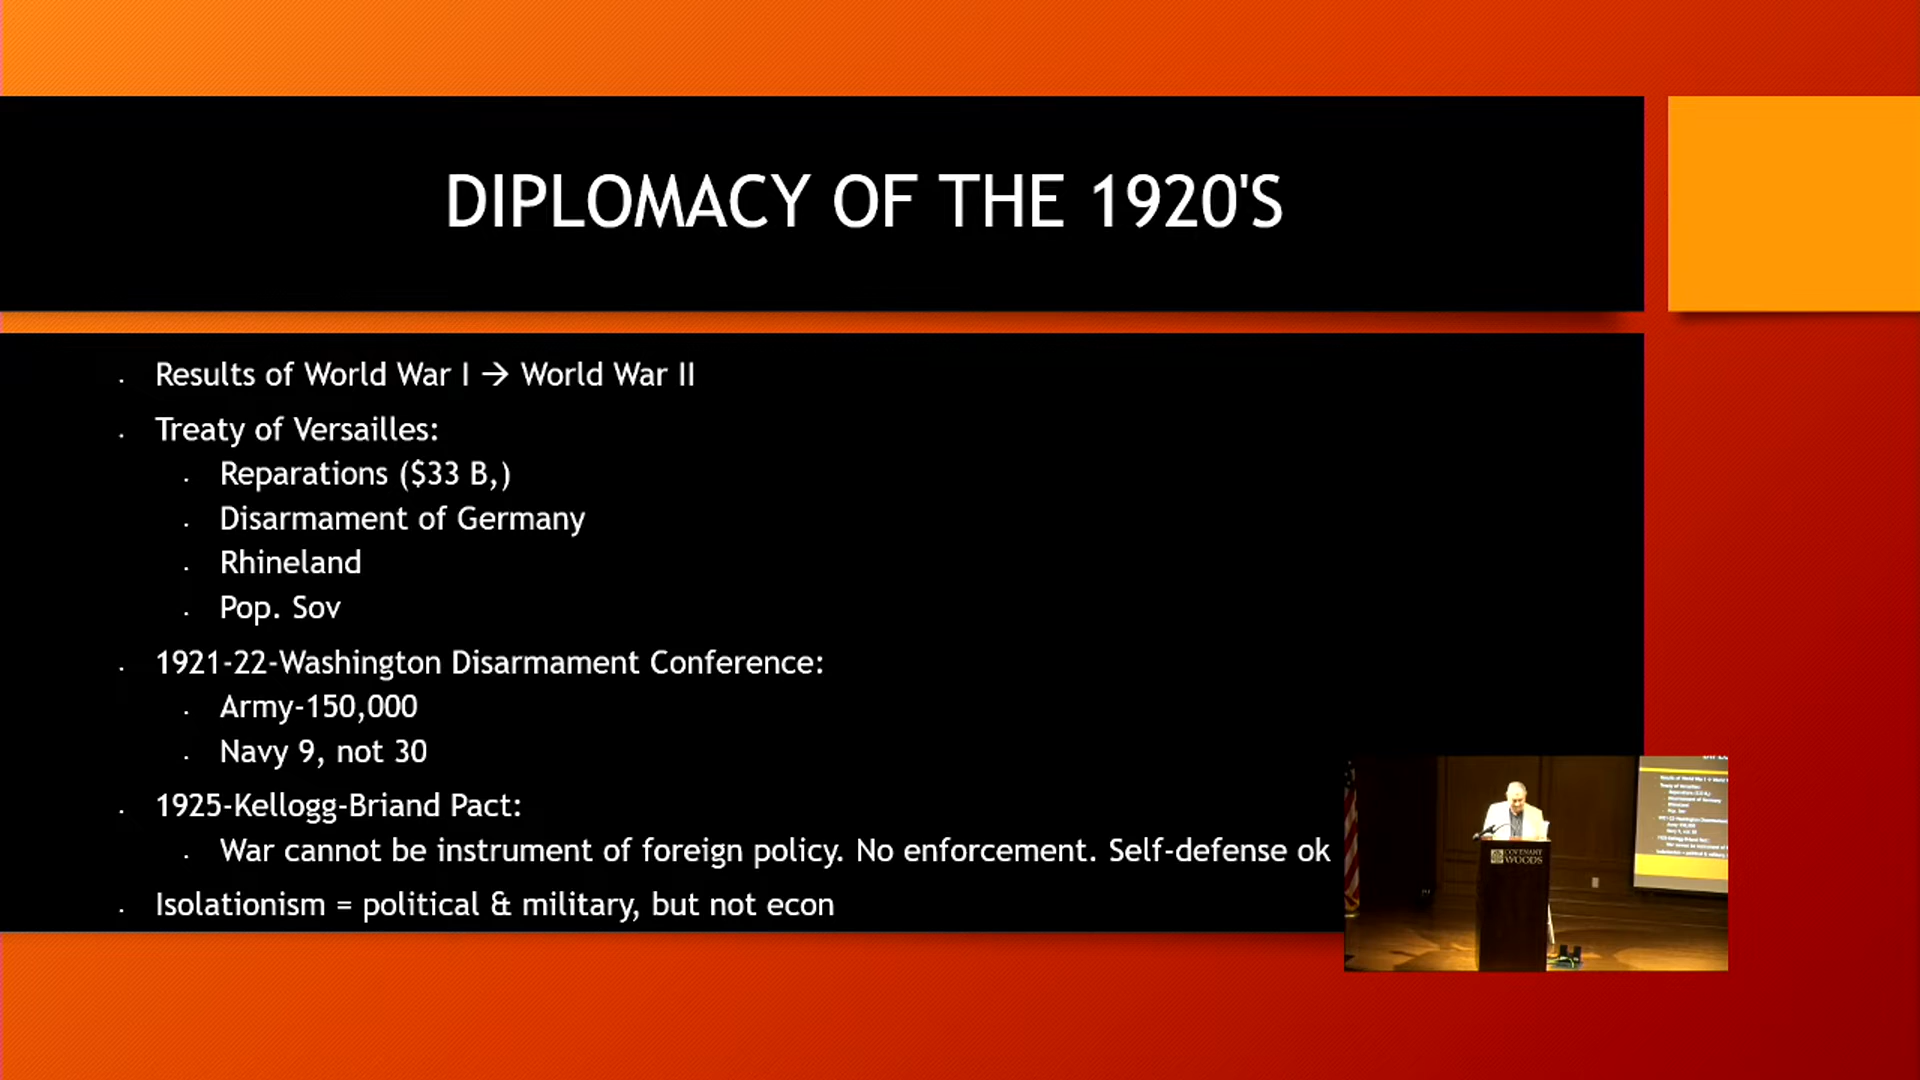 DIPLOMACY OF THE 1920'S
Results of World War I → World War II
Treaty of Versailles:
Reparations ($33 B,)
Disarmament of Germany
Rhineland
Pop. Sov
1921-22-Washington Disarmament Conference:
Army-150,000
Navy 9, not 30
1925-Kellogg-Briand Pact:
War cannot be instrument of foreign policy. No enforcement. Self-defense ok
Isolationism = political & military, but not econ
COVENANT
WOODS